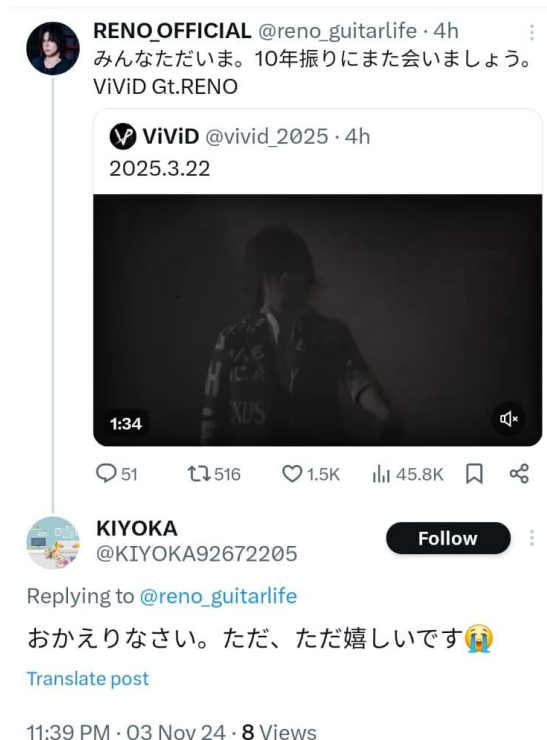 RENO_OFFICIAL @reno_guitarlife · 4h
みんなただいま。10年振りにまた会いましょう。
ViViD Gt.RENO
ViViD @vivid_2025 · 4h
2025.3.22
1:34
51 516 1.5K 45.8K
KIYOKA
@KIYOKA92672205
Follow
Replying to @reno_guitarlife
おかえりなさい。ただ、ただ嬉しいです😭
Translate post
11:39 PM · 03 Nov 24 · 8 Views